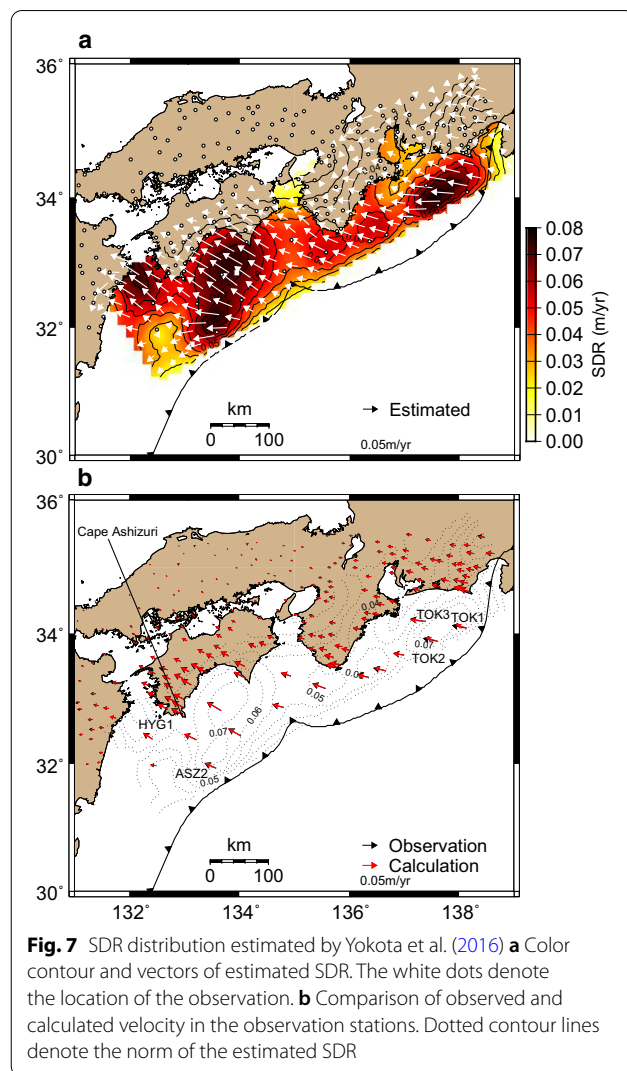 a
36°
34°
32°
30°
0.04
0.05
km
0 100
Estimated
0.05m/yr
0.08
0.07
0.06
0.05
0.04
0.03
0.02
0.01
0.00
SDR (m/yr)
b
36°
34°
32°
30°
Cape Ashizuri
0.04
TOK3 TOK1
0.07
TOK2
0.05
0.06
0.07
HYG1
ASZ2
0.05
km
0 100
Observation
Calculation
0.05m/yr
132° 134° 136° 138°
Fig. 7 SDR distribution estimated by Yokota et al. (2016) a Color
contour and vectors of estimated SDR. The white dots denote
the location of the observation. b Comparison of observed and
calculated velocity in the observation stations. Dotted contour lines
denote the norm of the estimated SDR